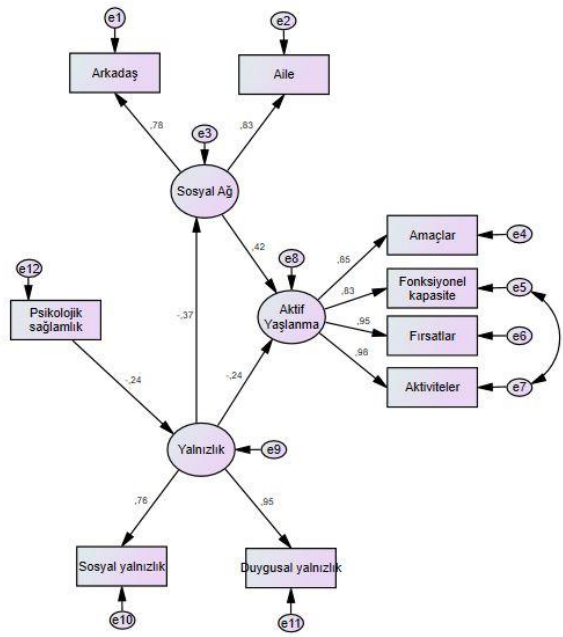 e1
e2
Arkadaş
Aile
,78
,83
e3
Sosyal Ağ
,42
Amaçlar
e4
e8
,85
e12
Fonksiyonel
kapasite
e5
,83
Psikolojik
sağlamlık
-,37
Aktif
Yaşlanma
,95
Fırsatlar
e6
,98
-,24
-,24
Aktiviteler
e7
Yalnızlık
e9
,76
,95
Sosyal yalnızlık
Duygusal yalnızlık
e10
e11